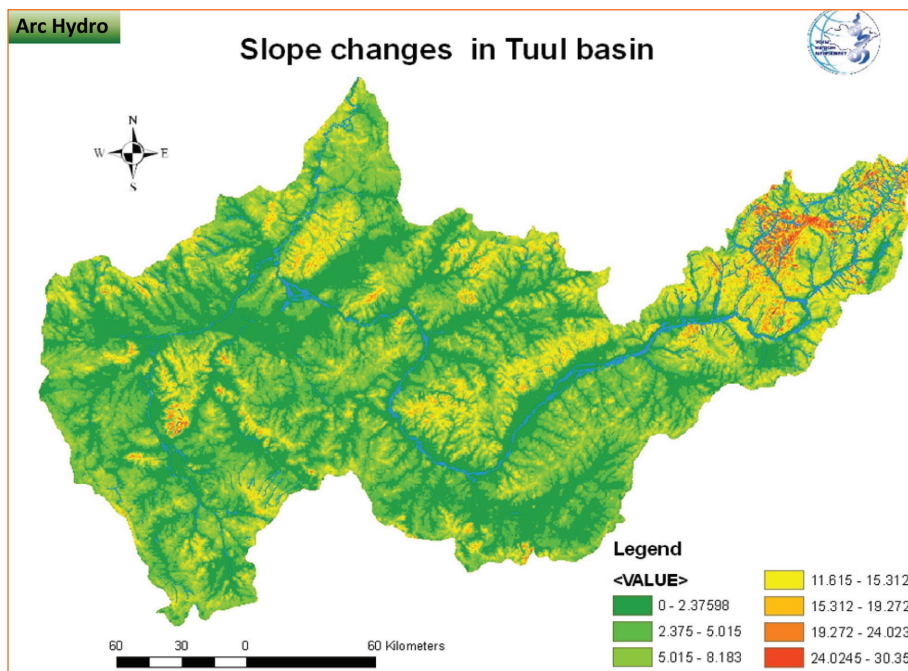 Arc Hydro
Slope changes in Tuul basin
N
W E
S
Legend
<VALUE>
0 - 2.37598
2.375 - 5.015
5.015 - 8.183
11.615 - 15.312
15.312 - 19.272
19.272 - 24.023
24.0245 - 30.35
60 30 0 60 Kilometers